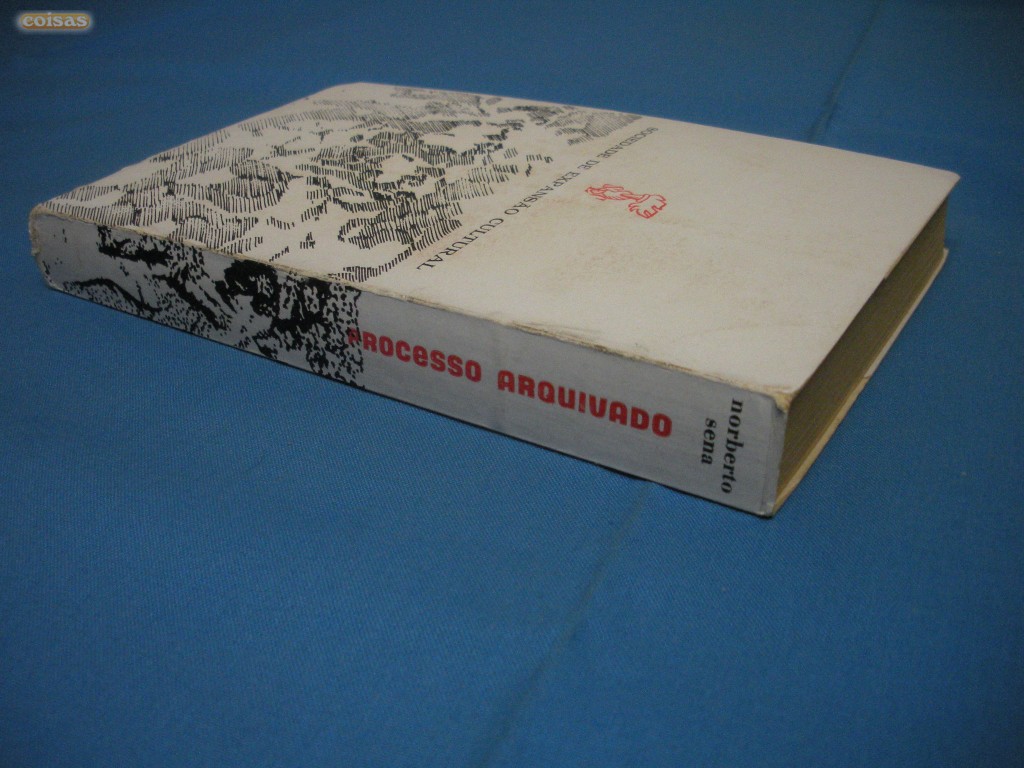 coisas
SOCIEDADE DE EXPANSÃO CULTURAL
PROCESSO ARQUIVADO
norberto
sena